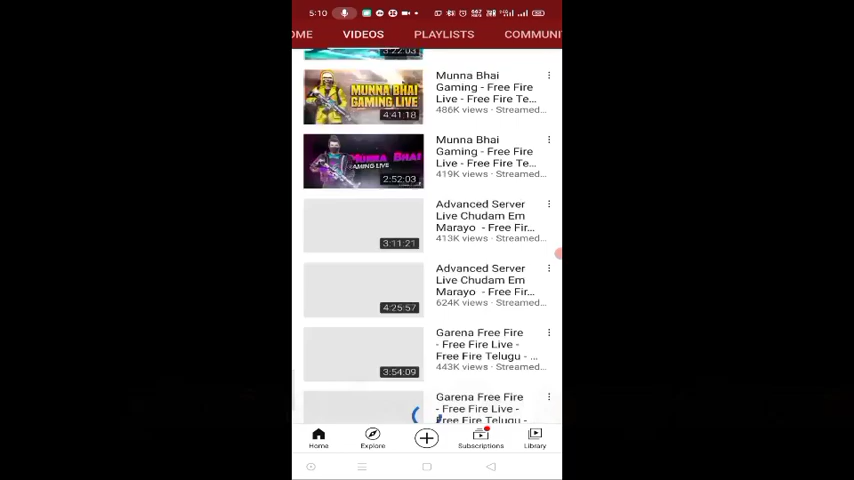 5:10
OME VIDEOS PLAYLISTS COMMUNI
3:22:03
MUNNA BHAI
GAMING LIVE
4:41:18
Munna Bhai
Gaming - Free Fire
Live - Free Fire Te...
486K views · Streamed...
MUNNA BHAI
GAMING LIVE
2:52:03
Munna Bhai
Gaming - Free Fire
Live - Free Fire Te...
419K views · Streamed...
3:11:21
Advanced Server
Live Chudam Em
Marayo - Free Fir...
413K views · Streamed...
4:25:57
Advanced Server
Live Chudam Em
Marayo - Free Fir...
624K views · Streamed...
3:54:09
Garena Free Fire
- Free Fire Live -
Free Fire Telugu - ...
443K views · Streamed...
Garena Free Fire
- Free Fire Live -
Free Fire Telugu -
Home Explore Subscriptions Library